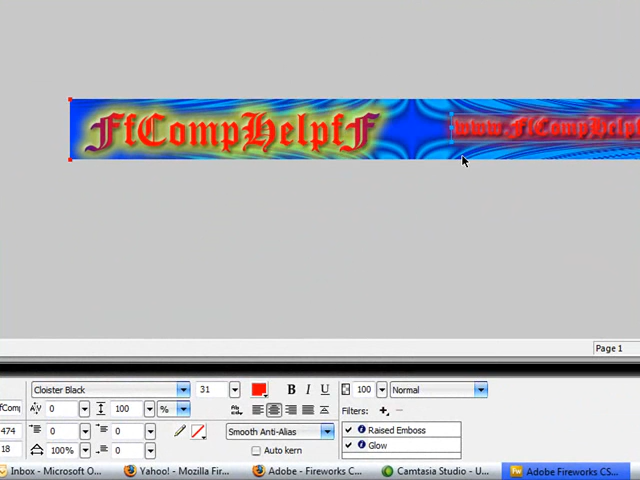 FfCompHelpfF
www.FfCompHelpf
Page 1
Cloister Black
31
B I U
100
Normal
fComp
0
100
%
Filters:
474
0
0
Smooth Anti-Alias
Raised Emboss
18
100%
0
Auto kern
Glow
Inbox - Microsoft O...
Yahoo! - Mozilla Fir...
Adobe - Fireworks C...
Camtasia Studio - U...
Adobe Fireworks CS...